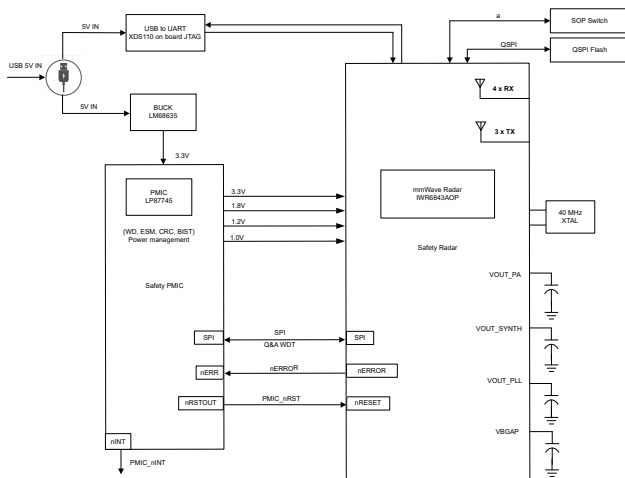 USB 5V IN
5V IN
5V IN
USB to UART
XDS110 on board JTAG
BUCK
LM68635
3.3V
a
SOP Switch
QSPI
QSPI Flash
4 x RX
3 x TX
PMIC
LP87745
(WD, ESM, CRC, BIST)
Power management
Safety PMIC
3.3V
1.8V
1.2V
1.0V
mmWave Radar
IWR6843AOP
Safety Radar
40 MHz
XTAL
VOUT_PA
VOUT_SYNTH
VOUT_PLL
VBGAP
SPI
SPI
Q&A WDT
SPI
nERR
nERROR
nERROR
nRSTOUT
PMIC_nRST
nRESET
nINT
PMIC_nINT